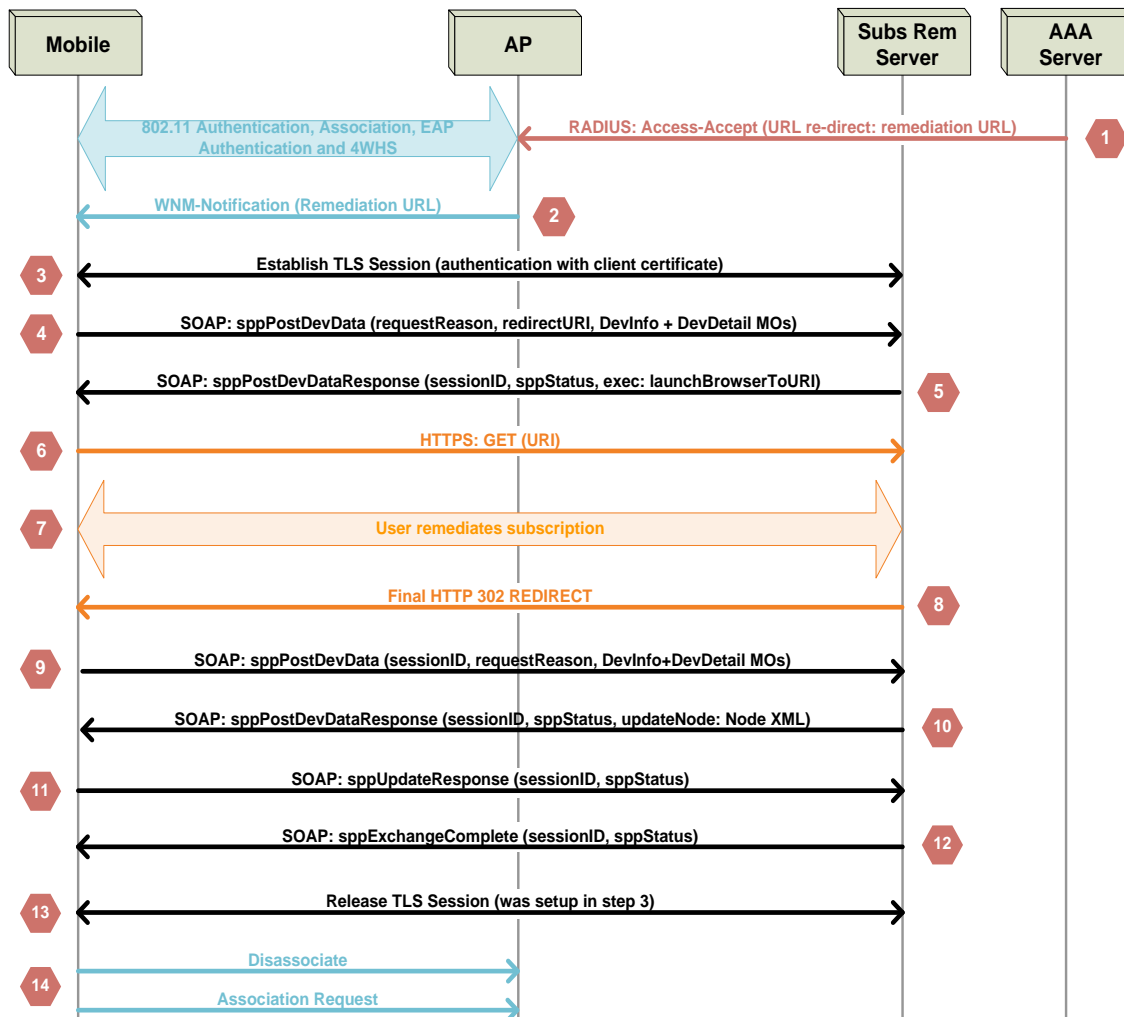 Mobile
AP
Subs Rem
Server
AAA
Server
802.11 Authentication, Association, EAP
Authentication and 4WHS
RADIUS: Access-Accept (URL re-direct: remediation URL)
1
WNM-Notification (Remediation URL)
2
3
Establish TLS Session (authentication with client certificate)
4
SOAP: sppPostDevData (requestReason, redirectURI, DevInfo + DevDetail MOs)
SOAP: sppPostDevDataResponse (sessionID, sppStatus, exec: launchBrowserToURI)
5
6
HTTPS: GET (URI)
7
User remediates subscription
Final HTTP 302 REDIRECT
8
9
SOAP: sppPostDevData (sessionID, requestReason, DevInfo+DevDetail MOs)
SOAP: sppPostDevDataResponse (sessionID, sppStatus, updateNode: Node XML)
10
11
SOAP: sppUpdateResponse (sessionID, sppStatus)
SOAP: sppExchangeComplete (sessionID, sppStatus)
12
13
Release TLS Session (was setup in step 3)
14
Disassociate
Association Request